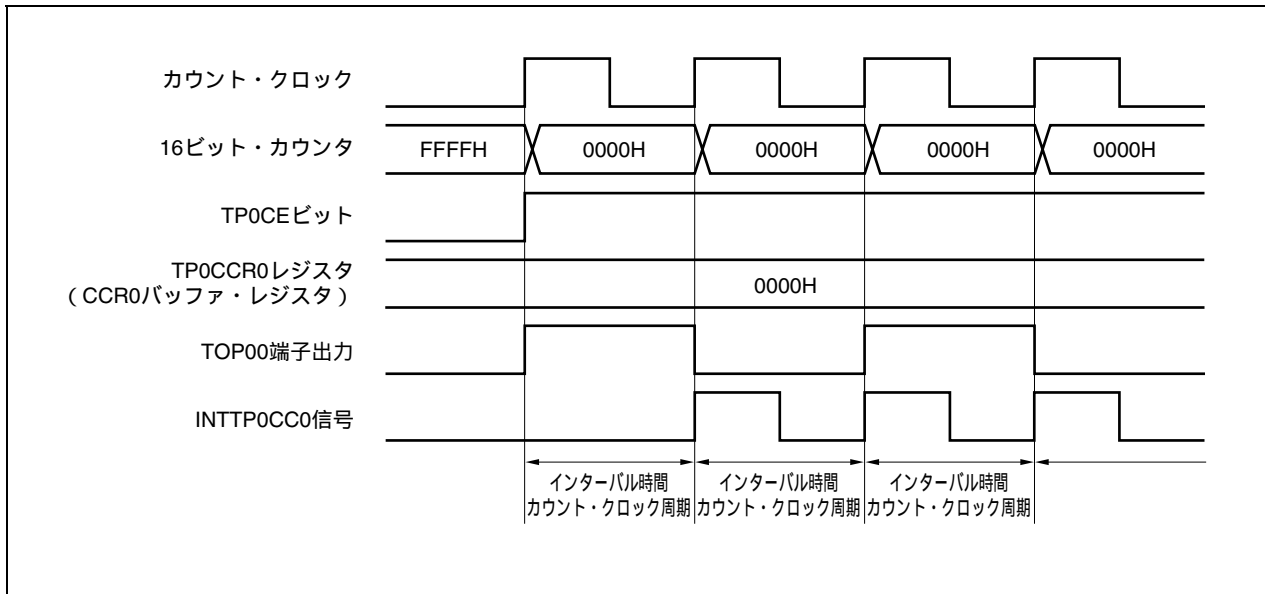 カウント・クロック
16ビット・カウンタ
FFFFH
0000H
0000H
0000H
0000H
TP0CEビット
TP0CCR0レジスタ
（CCR0バッファ・レジスタ）
0000H
TOP00端子出力
INTTP0CC0信号
インターバル時間
カウント・クロック周期
インターバル時間
カウント・クロック周期
インターバル時間
カウント・クロック周期